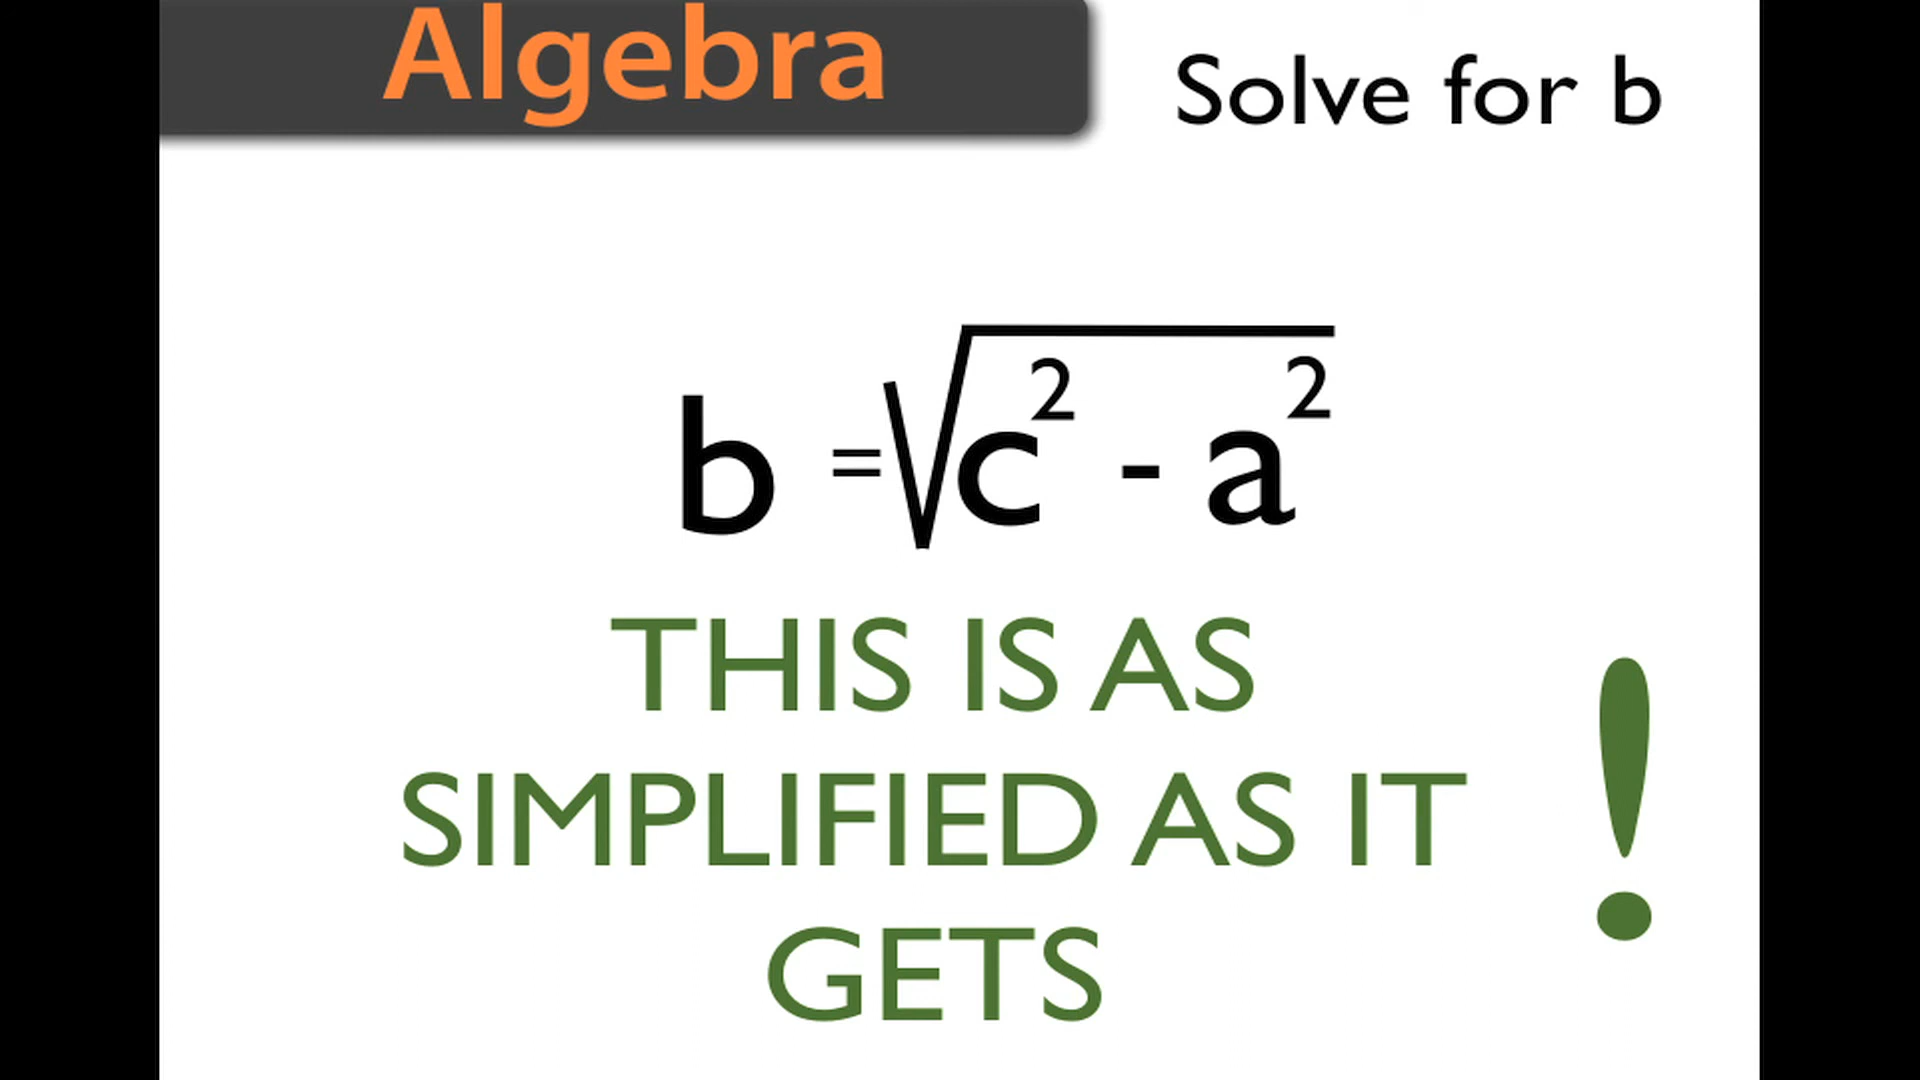 Algebra
Solve for b
b = √c² - a²
THIS IS AS
SIMPLIFIED AS IT
GETS !